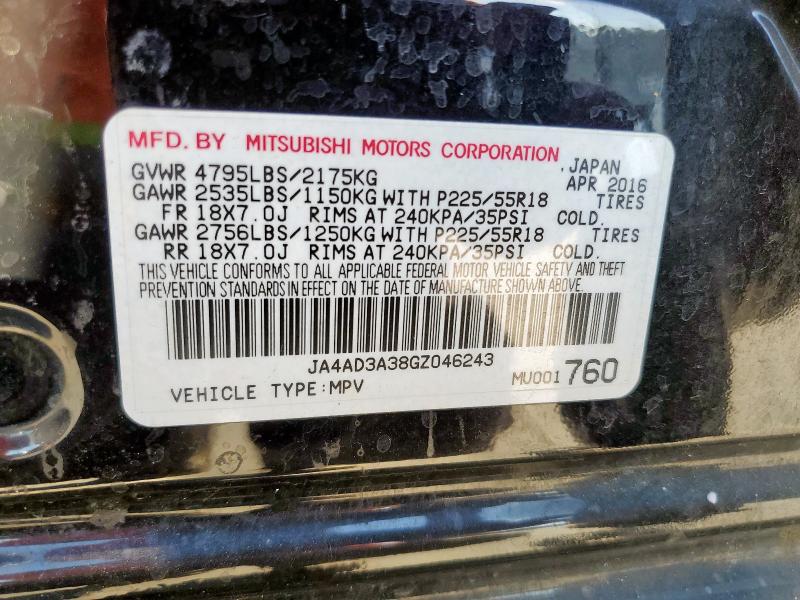 MFD. BY MITSUBISHI MOTORS CORPORATION
, JAPAN
GVWR 4795LBS/2175KG APR 2016
GAWR 2535LBS/1150KG WITH P225/55R18 TIRES
FR 18X7.0J RIMS AT 240KPA/35PSI COLD.
GAWR 2756LBS/1250KG WITH P225/55R18 TIRES
RR 18X7.0J RIMS AT 240KPA/35PSI COLD.
THIS VEHICLE CONFORMS TO ALL APPLICABLE FEDERAL MOTOR VEHICLE SAFETY AND THEFT
PREVENTION STANDARDS IN EFFECT ON THE DATE OF MANUFACTURE SHOWN ABOVE.
JA4AD3A38GZ046243
VEHICLE TYPE:MPV MU001760